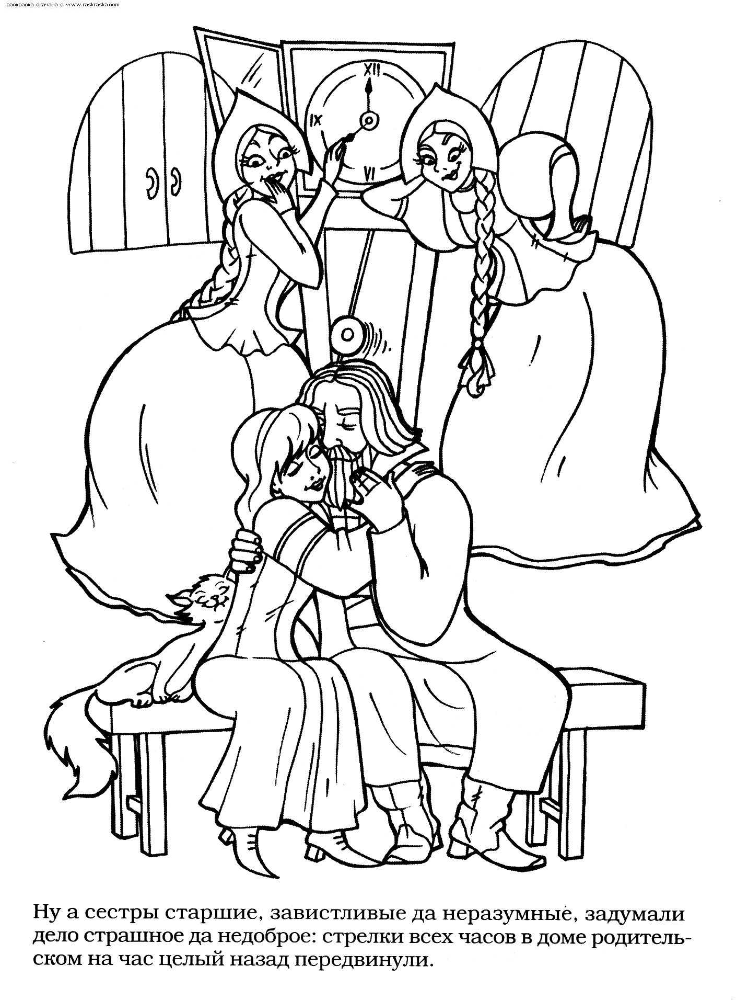 раскраска скачана с www.raskraska.com
XII
IX
VI
Ну а сестры старшие, завистливые да неразумные, задумали
дело страшное да недоброе: стрелки всех часов в доме родитель-
ском на час целый назад передвинули.